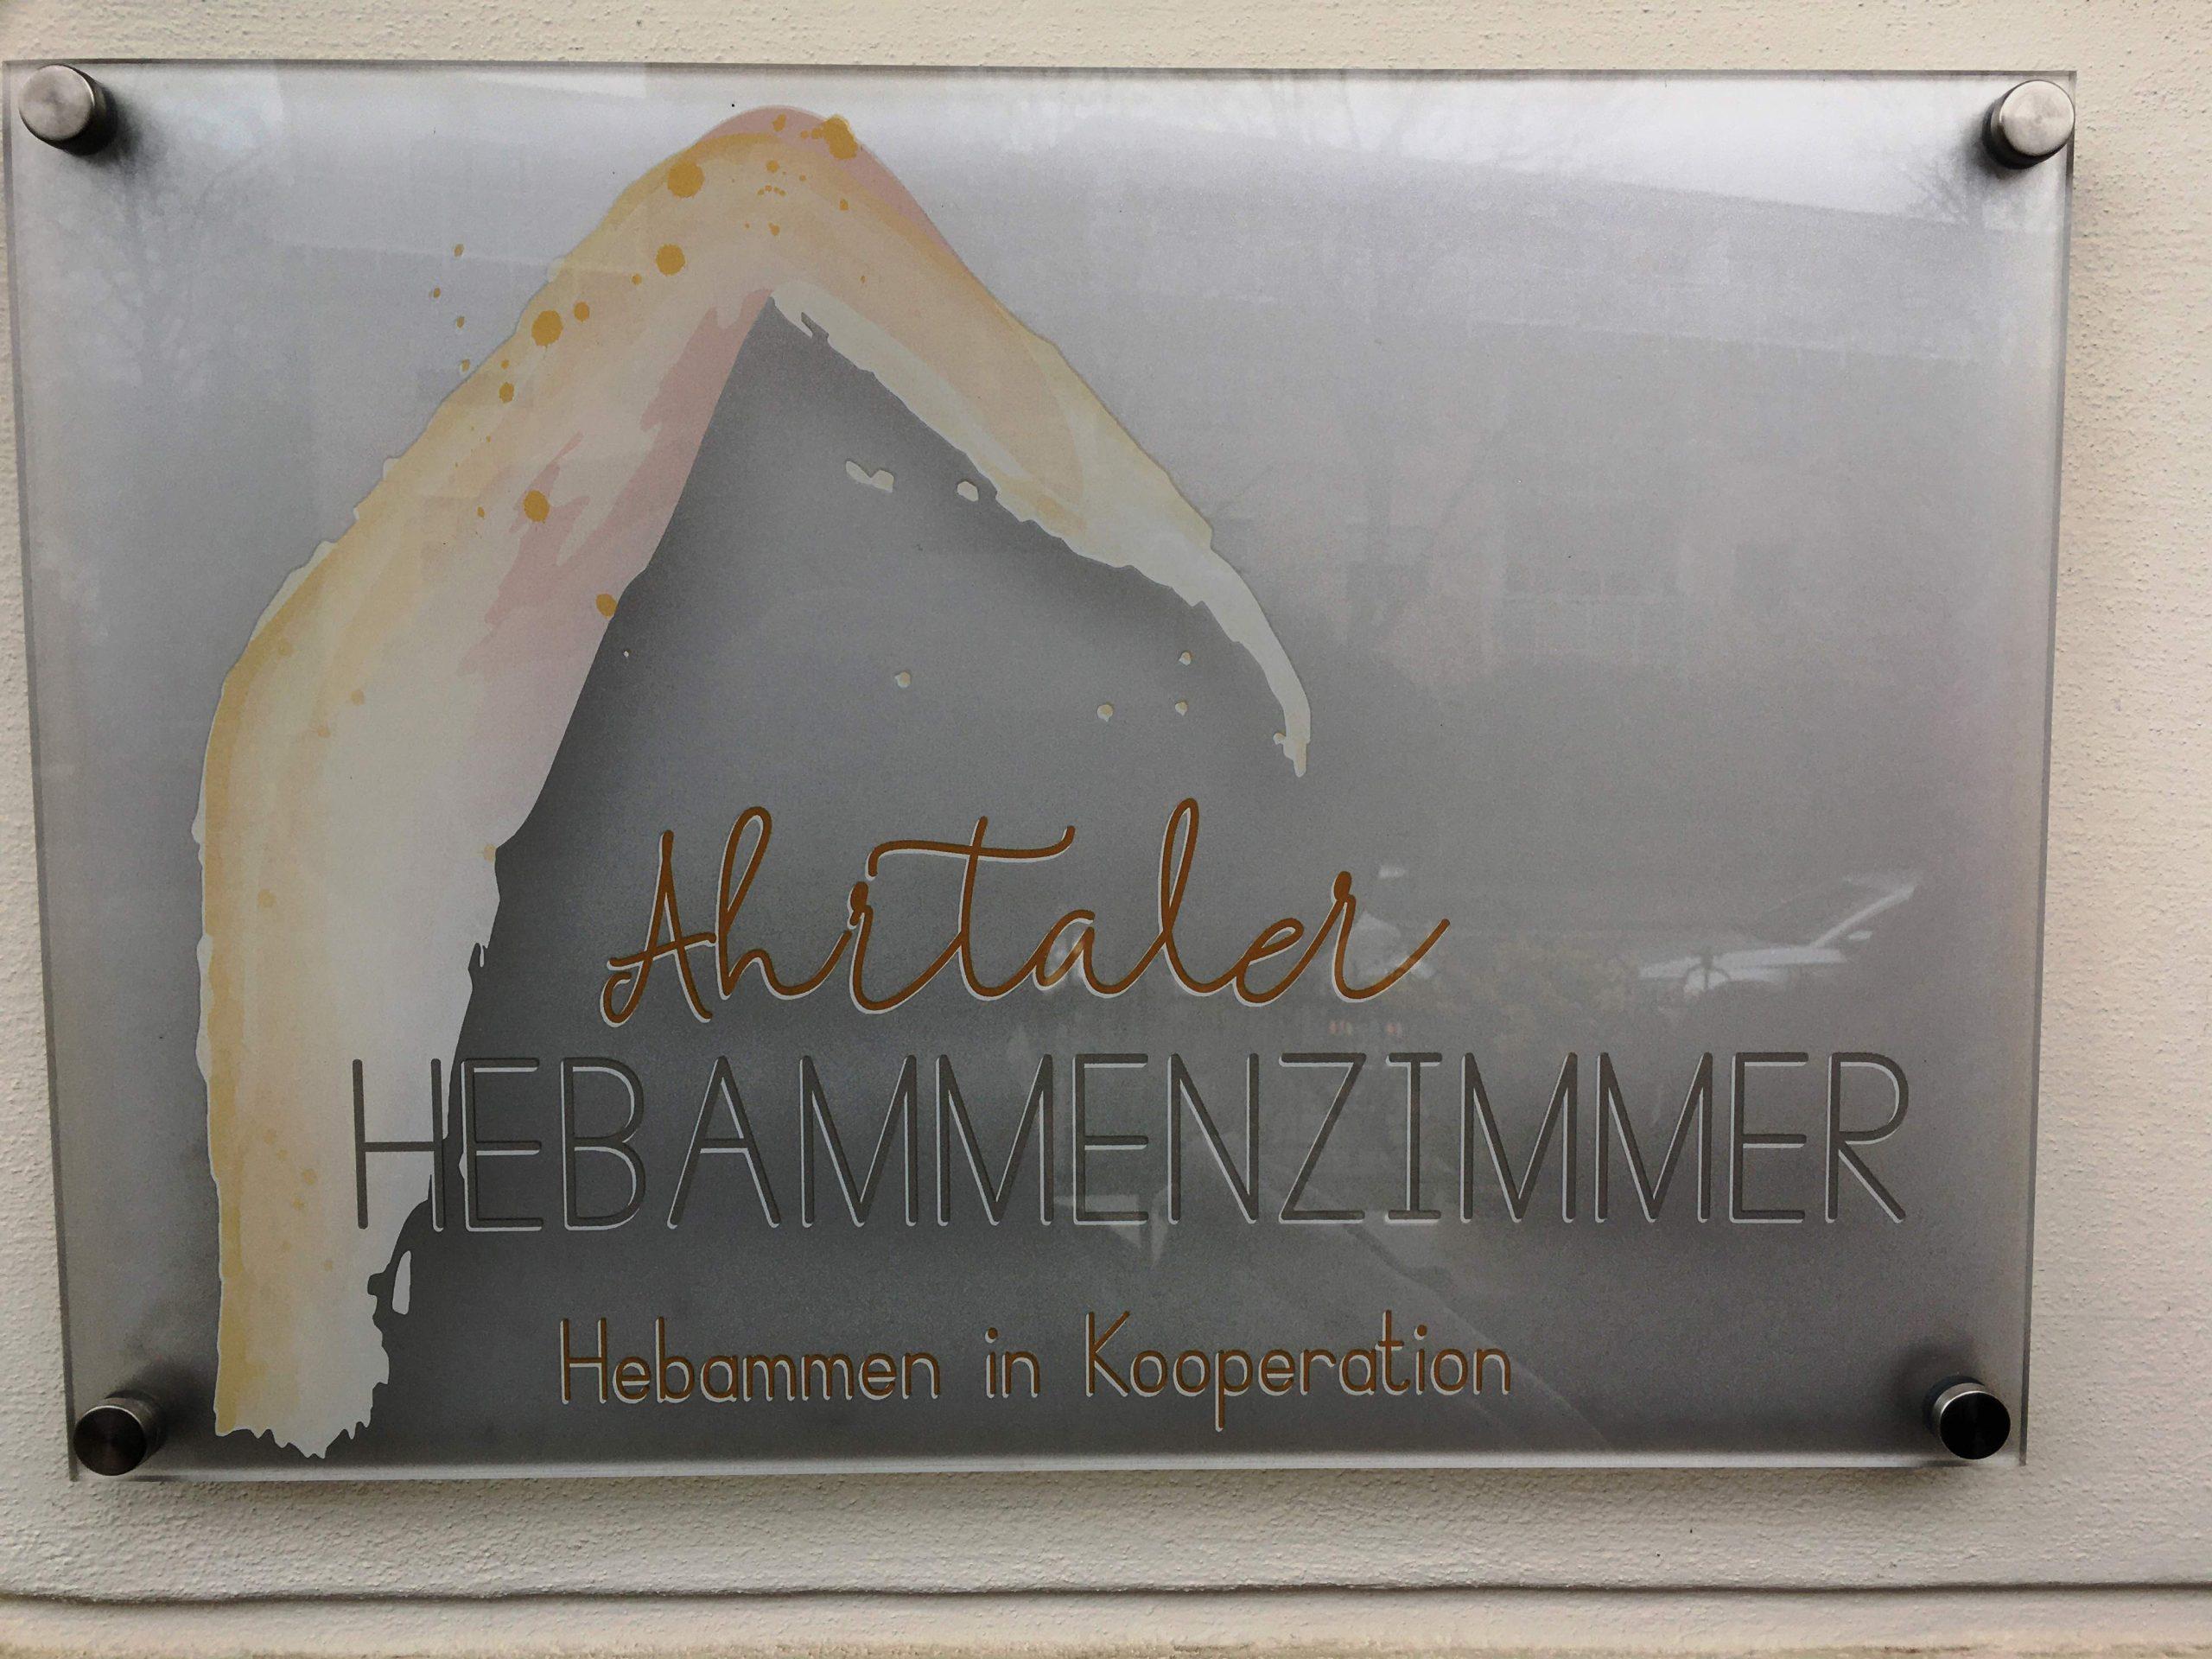 Ahrtaler
HEBAMMENZIMMER
Hebammen in Kooperation